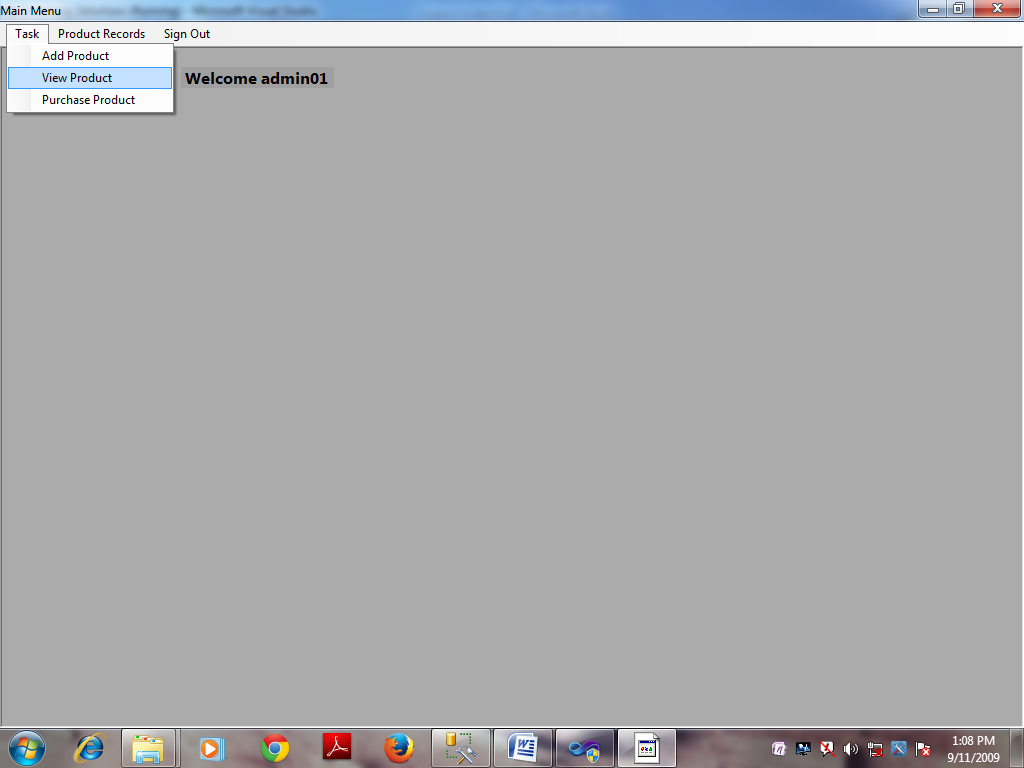 Main Menu
Task Product Records Sign Out
Add Product
View Product
Purchase Product
Welcome admin01
1:08 PM
9/11/2009